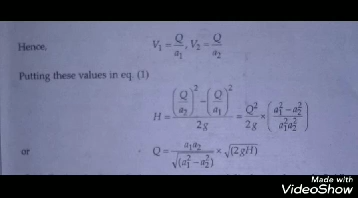 Hence, V₁ = Q/a₁, V₂ = Q/a₂
Putting these values in eq. (1)
H = ((Q/a₂)² − (Q/a₁)²)/2g = Q²/2g × ((a₁² − a₂²)/(a₁²a₂²))
or Q = a₁a₂/√(a₁² − a₂²) × √(2gH)
Made with
VideoShow